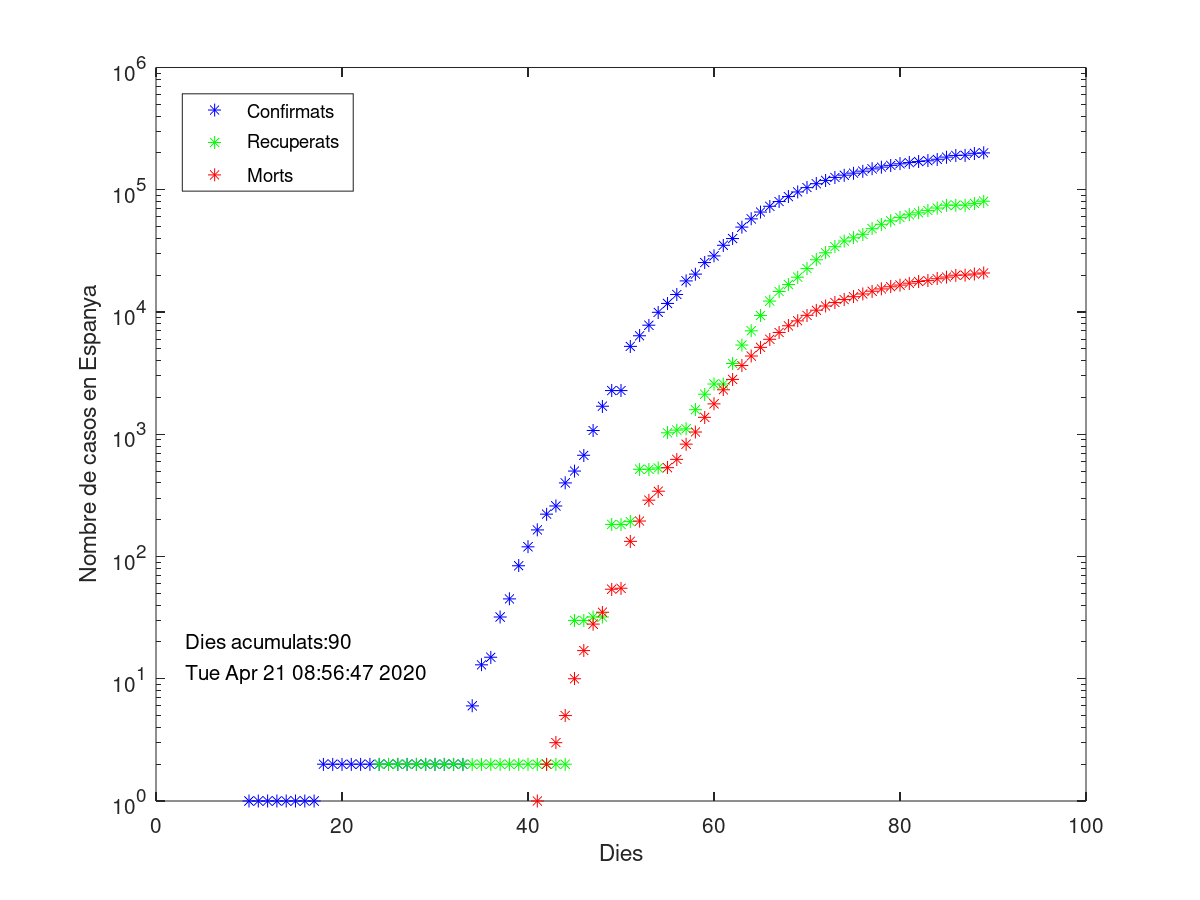 10^6
10^5
10^4
10^3
10^2
10^1
10^0
Nombre de casos en Espanya
Confirmats
Recuperats
Morts
Dies acumulats:90
Tue Apr 21 08:56:47 2020
0 20 40 60 80 100
Dies